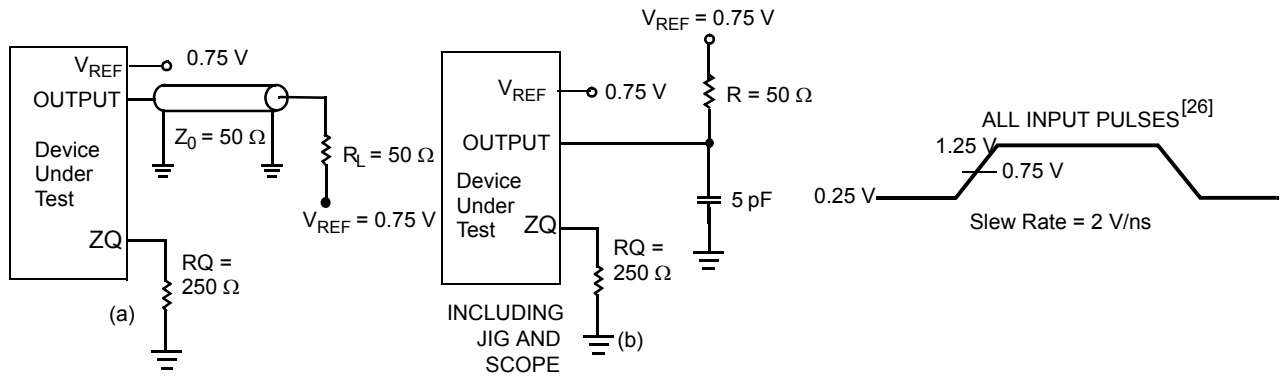 V_REF
0.75 V
OUTPUT
Z_0 = 50 Ω
Device
Under
Test
R_L = 50 Ω
V_REF = 0.75 V
ZQ
RQ =
250 Ω
(a)
V_REF = 0.75 V
R = 50 Ω
V_REF
0.75 V
OUTPUT
Device
Under
Test
5 pF
ZQ
RQ =
250 Ω
INCLUDING
JIG AND
SCOPE
(b)
ALL INPUT PULSES[26]
1.25 V
0.75 V
0.25 V
Slew Rate = 2 V/ns